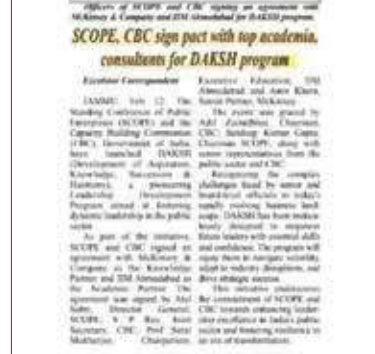 Officers of SCOPE and CBC signing an agreement with
McKinsey & Company and IIM Ahmedabad for DAKSH program.
SCOPE, CBC sign pact with top academia,
consultants for DAKSH program
Excelsior Correspondent
JAMMU, Feb 12: The
Standing Conference of Public
Enterprises (SCOPE) and the
Capacity Building Commission
(CBC), Government of India,
have launched DAKSH
(Development of Aspiration,
Knowledge, Succession &
Harmony), a pioneering
Leadership Development
Program aimed at fostering
dynamic leadership in the public
sector.
As part of the initiative,
SCOPE and CBC signed an
agreement with McKinsey &
Company as the Knowledge
Partner and IIM Ahmedabad as
the Academic Partner. The
agreement was signed by Atul
Sobti, Director General,
SCOPE; S P Roy, Joint
Secretary, CBC; Prof
Chairperson,
Executive Education, IIM
Ahmedabad and
Senior Partner, McKinsey.
The event was graced by
Adil Zainulbhai, Chairman,
CBC; Sandeep Kumar Gupta,
Chairman SCOPE, along with
senior representatives from the
public sector and CBC.
Recognizing the complex
challenges faced by senior and
board-level officials in today's
rapidly evolving business
DAKSH has been
designed to empower
future leaders with essential skills
and confidence. The program will
equip them to navigate volatility,
adapt to industry disruptions, and
drive strategic success.
This initiative underscores
the commitment of SCOPE and
CBC towards enhancing
excellence in India's public
sector and fostering resilience in
an era of transformation.